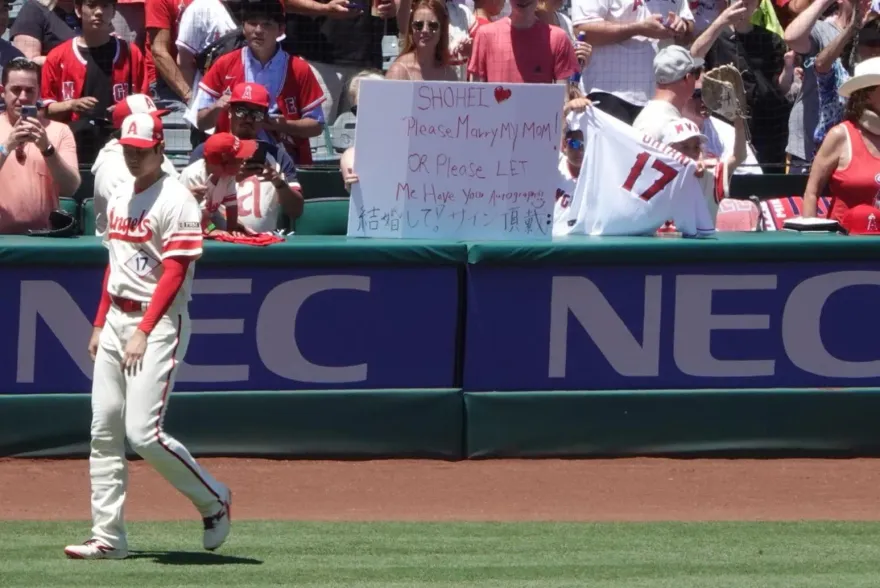 SHOHEI
Please Marry My Mom!
OR Please LET
Me Have Your Autographs
結婚して!サイン頂戴!
17
Angels
17
NEC
NEC